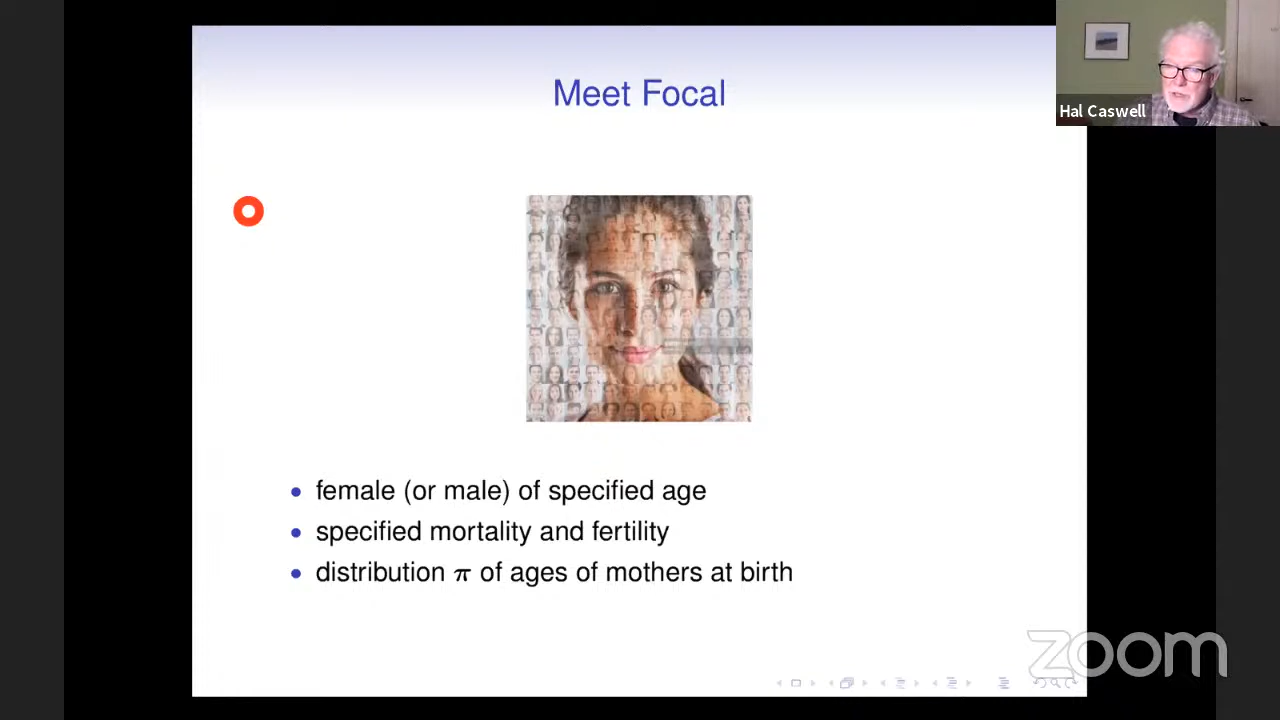 Meet Focal
Hal Caswell
female (or male) of specified age
specified mortality and fertility
distribution π of ages of mothers at birth
zoom